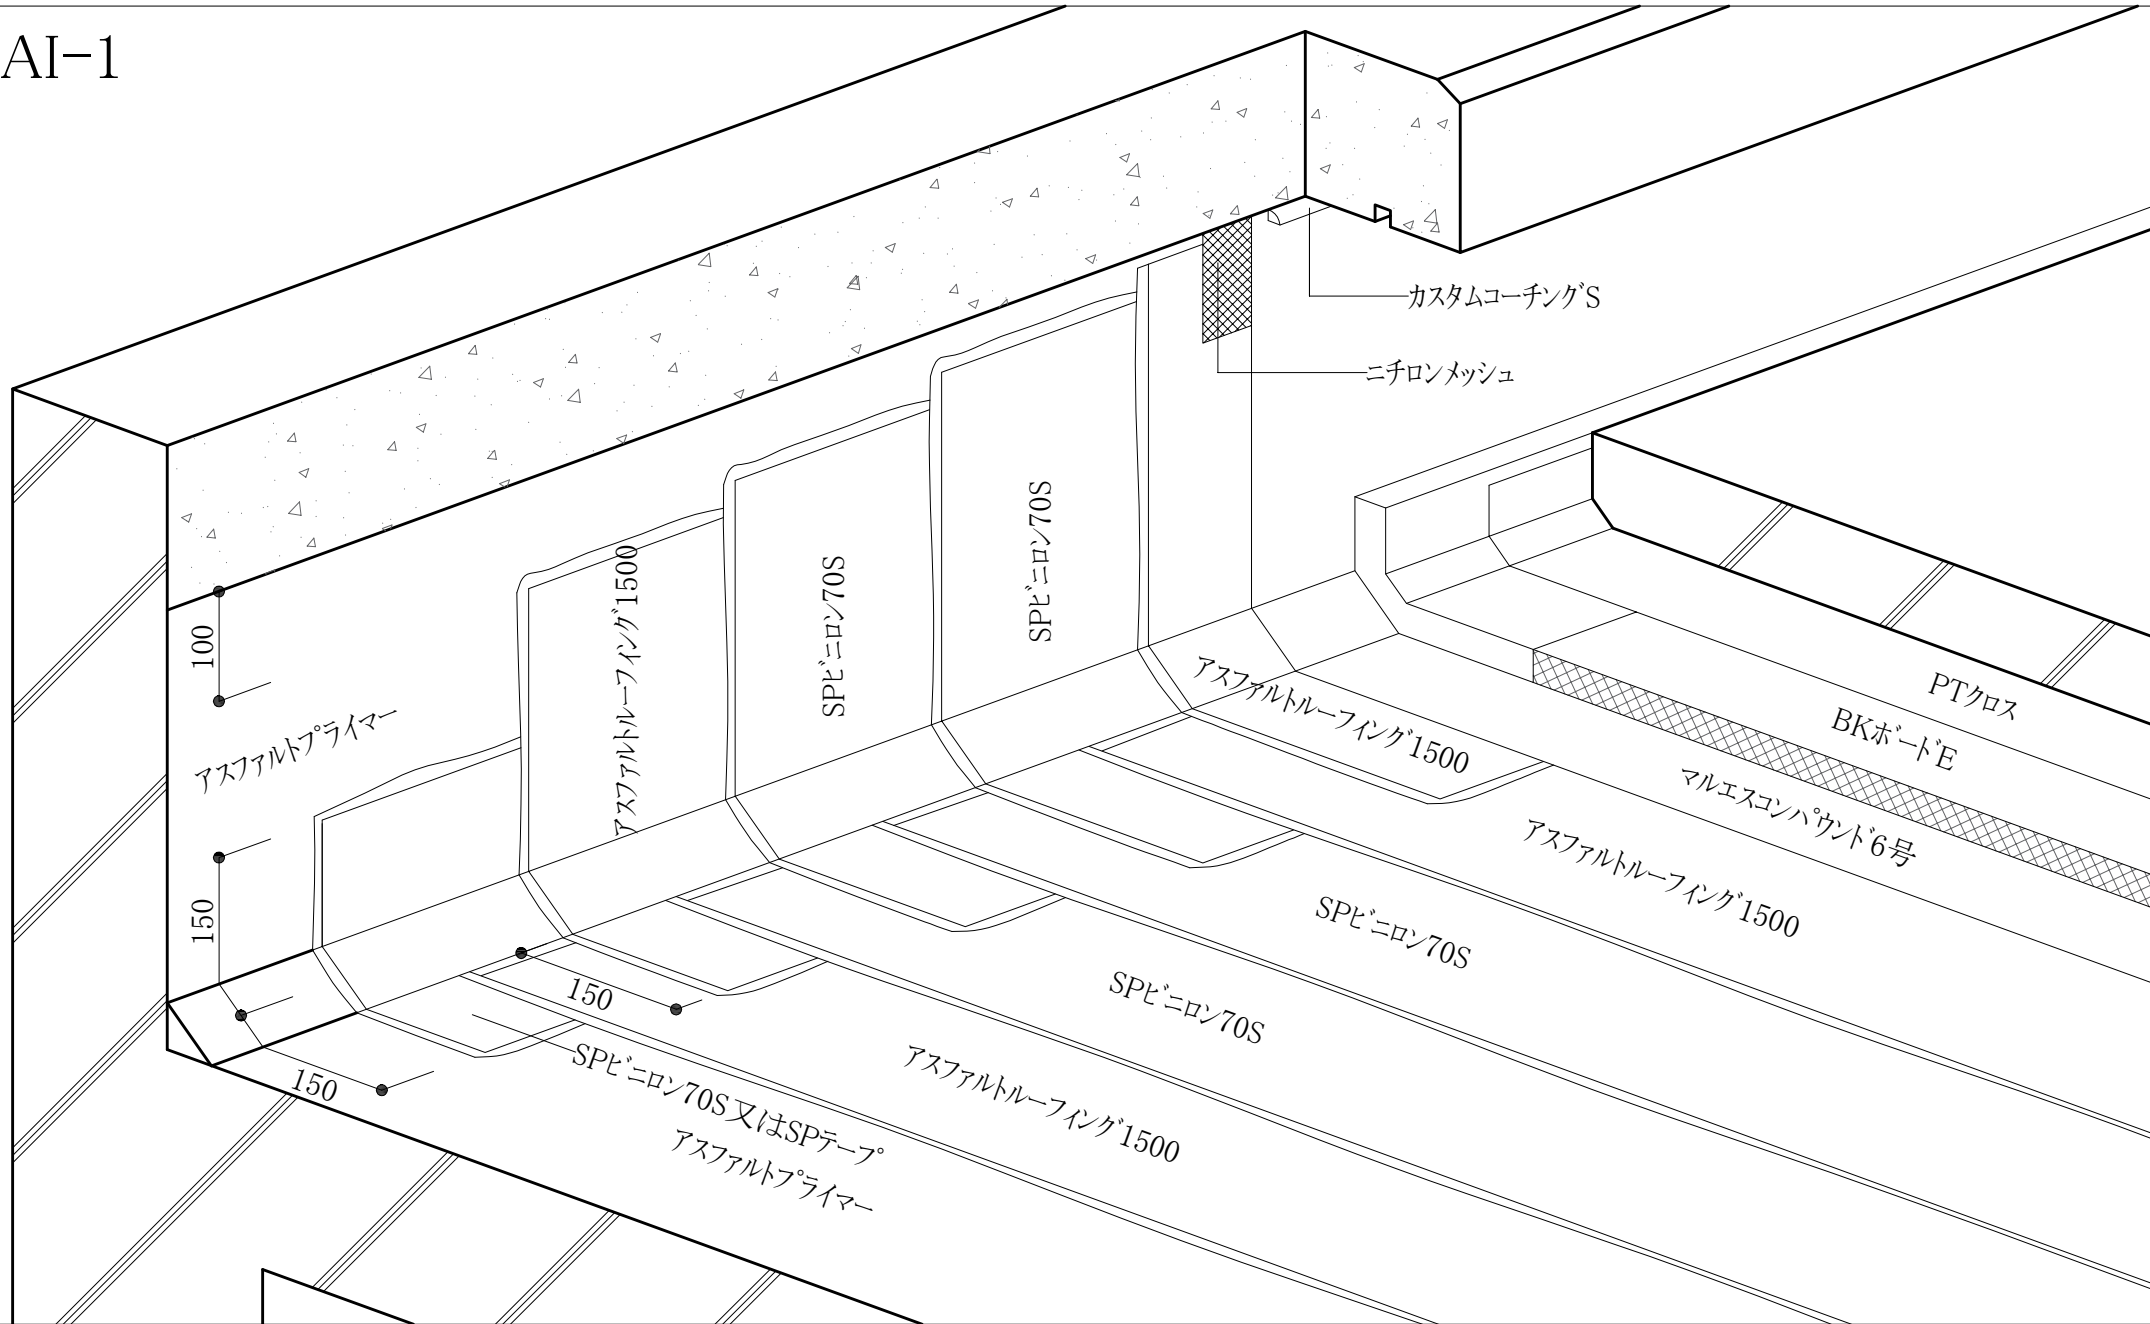 AI-1
カスタムコーチングS
ニチロンメッシュ
SPビニロン70S
SPビニロン70S
アスファルトルーフィング1500
100
アスファルトプライマー
150
アスファルトルーフィング1500
PTクロス
BKボードE
マルエスコンパウンド6号
アスファルトルーフィング1500
SPビニロン70S
SPビニロン70S
アスファルトルーフィング1500
150
SPビニロン70S又はSPテープ
アスファルトプライマー
150